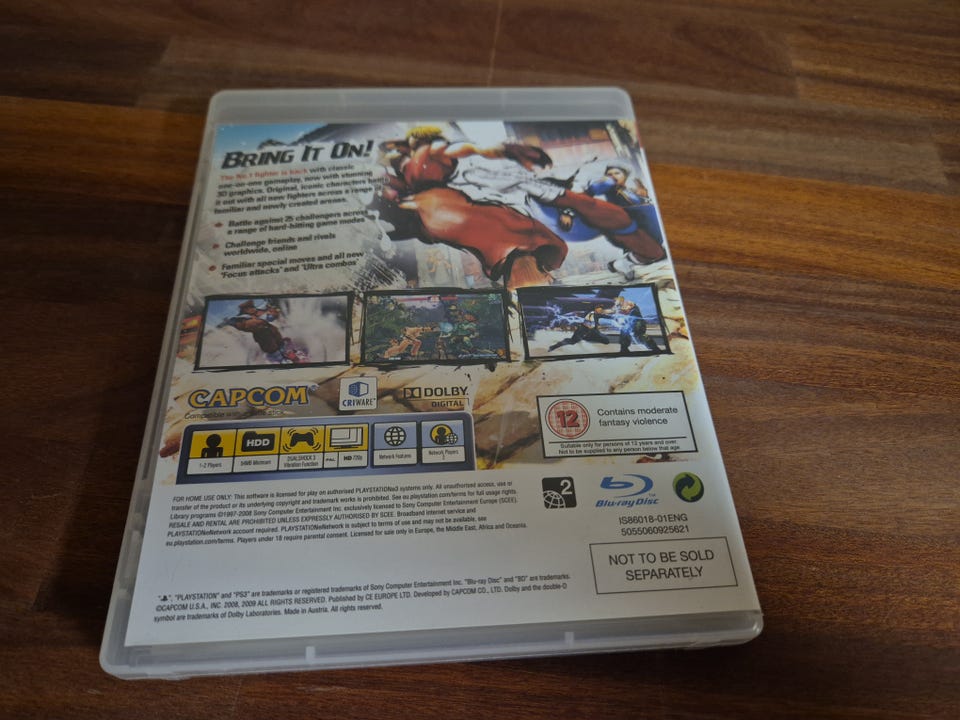 BRING IT ON!
The No.1 fighter is back with classic
one-on-one gameplay, now with stunning
3D graphics. Original, iconic characters battle
it out with all new fighters across a range of
familiar and newly created arenas.
Battle against 25 challengers across
a range of hard-hitting game modes
Challenge friends and rivals
worldwide, online
Familiar special moves and all new
'Focus attacks' and 'Ultra combos'
CAPCOM®
CRIWARE™
DOLBY
DIGITAL
Compatible with
1-2 Players
HDD
54MB Minimum
DUALSHOCK 3
Vibration Function
PAL
HD 720p
Network Features
Network Players
2
12
Contains moderate
fantasy violence
Suitable only for persons of 12 years and over.
Not to be supplied to any person below that age
FOR HOME USE ONLY: This software is licensed for play on authorised PLAYSTATION®3 systems only. All unauthorised access, use or
transfer of the product or its underlying copyright and trademark works is prohibited. See eu.playstation.com/terms for full usage rights.
Library programs ©1997-2008 Sony Computer Entertainment Inc. exclusively licensed to Sony Computer Entertainment Europe (SCEE).
RESALE AND RENTAL ARE PROHIBITED UNLESS EXPRESSLY AUTHORISED BY SCEE. Broadband internet service and
PLAYSTATION®Network account required. PLAYSTATION®Network is subject to terms of use and may not be available, see
eu.playstation.com/terms. Players under 18 require parental consent. Licensed for sale only in Europe, the Middle East, Africa and Oceania.
2
Blu-ray Disc™
IS86018-01ENG
5055060925621
NOT TO BE SOLD
SEPARATELY
", "PLAYSTATION" and "PS3" are trademarks or registered trademarks of Sony Computer Entertainment Inc. "Blu-ray Disc" and "BD" are trademarks.
©CAPCOM U.S.A., INC. 2008, 2009 ALL RIGHTS RESERVED. Published by CE EUROPE LTD. Developed by CAPCOM CO., LTD. Dolby and the double-D
symbol are trademarks of Dolby Laboratories. Made in Austria. All rights reserved.